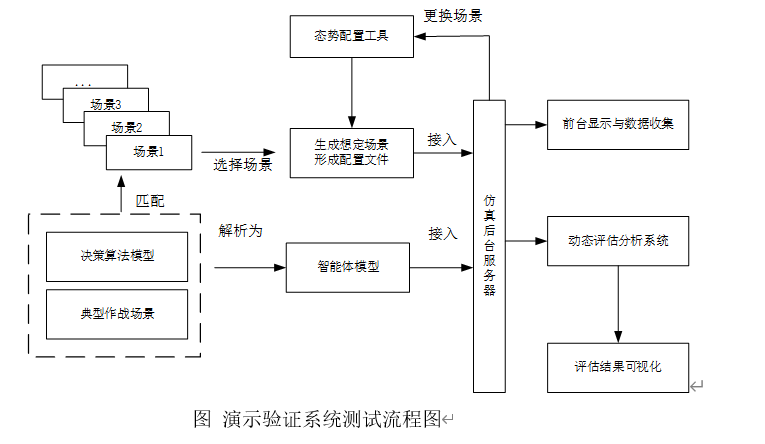 更换场景
态势配置工具
...
场景3
场景2
场景1
选择场景
生成想定场景
形成配置文件
接入
前台显示与数据收集
匹配
仿真后台服务器
决策算法模型
解析为
智能体模型
接入
动态评估分析系统
典型作战场景
评估结果可视化
图 演示验证系统测试流程图